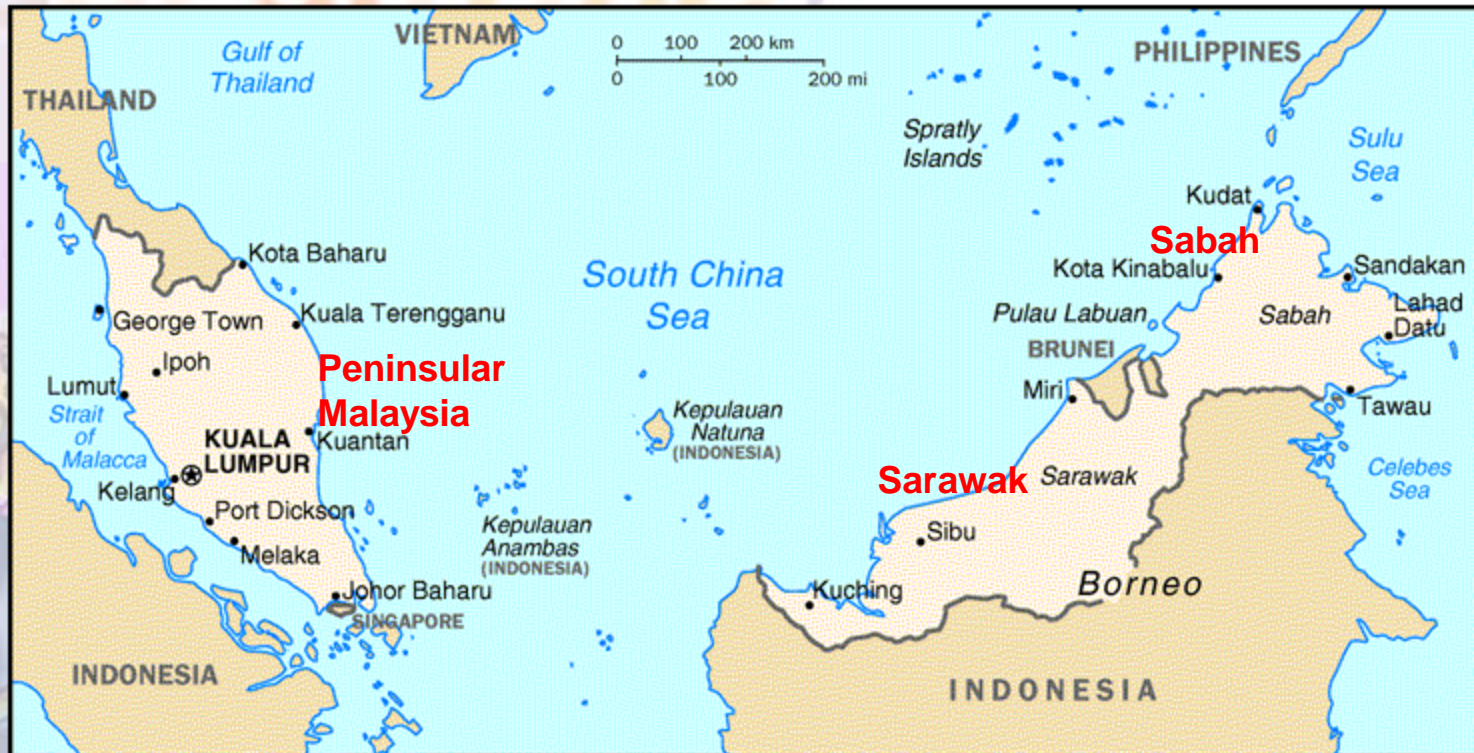 VIETNAM
0 100 200 km
0 100 200 mi
PHILIPPINES
Gulf of
Thailand
THAILAND
Spratly
Islands
Sulu
Sea
Kudat
Sabah
Kota Baharu
Kota Kinabalu
Sandakan
South China
Sea
George Town
Kuala Terengganu
Pulau Labuan
Sabah
Lahad
Datu
BRUNEI
Ipoh
Peninsular
Malaysia
Lumut
Miri
Tawau
Strait
of
Malacca
Kepulauan
Natuna
(INDONESIA)
KUALA
LUMPUR
Kuantan
Kelang
Sarawak
Sarawak
Celebes
Sea
Port Dickson
Melaka
Kepulauan
Anambas
(INDONESIA)
Sibu
Johor Baharu
SINGAPORE
Kuching
Borneo
INDONESIA
INDONESIA